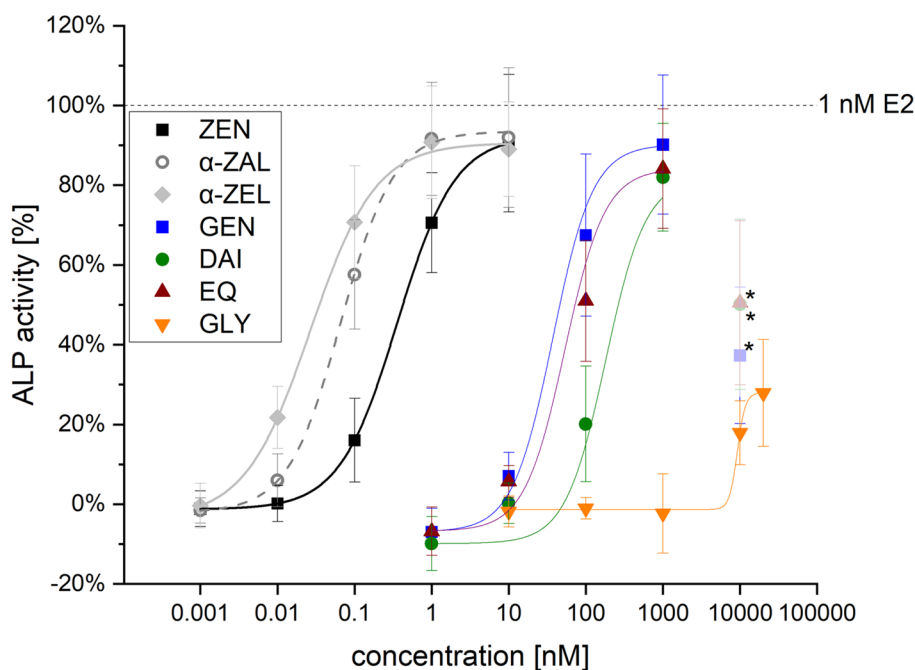 120%
100%
80%
60%
40%
20%
0%
-20%
ALP activity [%]
1 nM E2
ZEN
α-ZAL
α-ZEL
GEN
DAI
EQ
GLY
*
*
*
0.001 0.01 0.1 1 10 100 1000 10000 100000
concentration [nM]